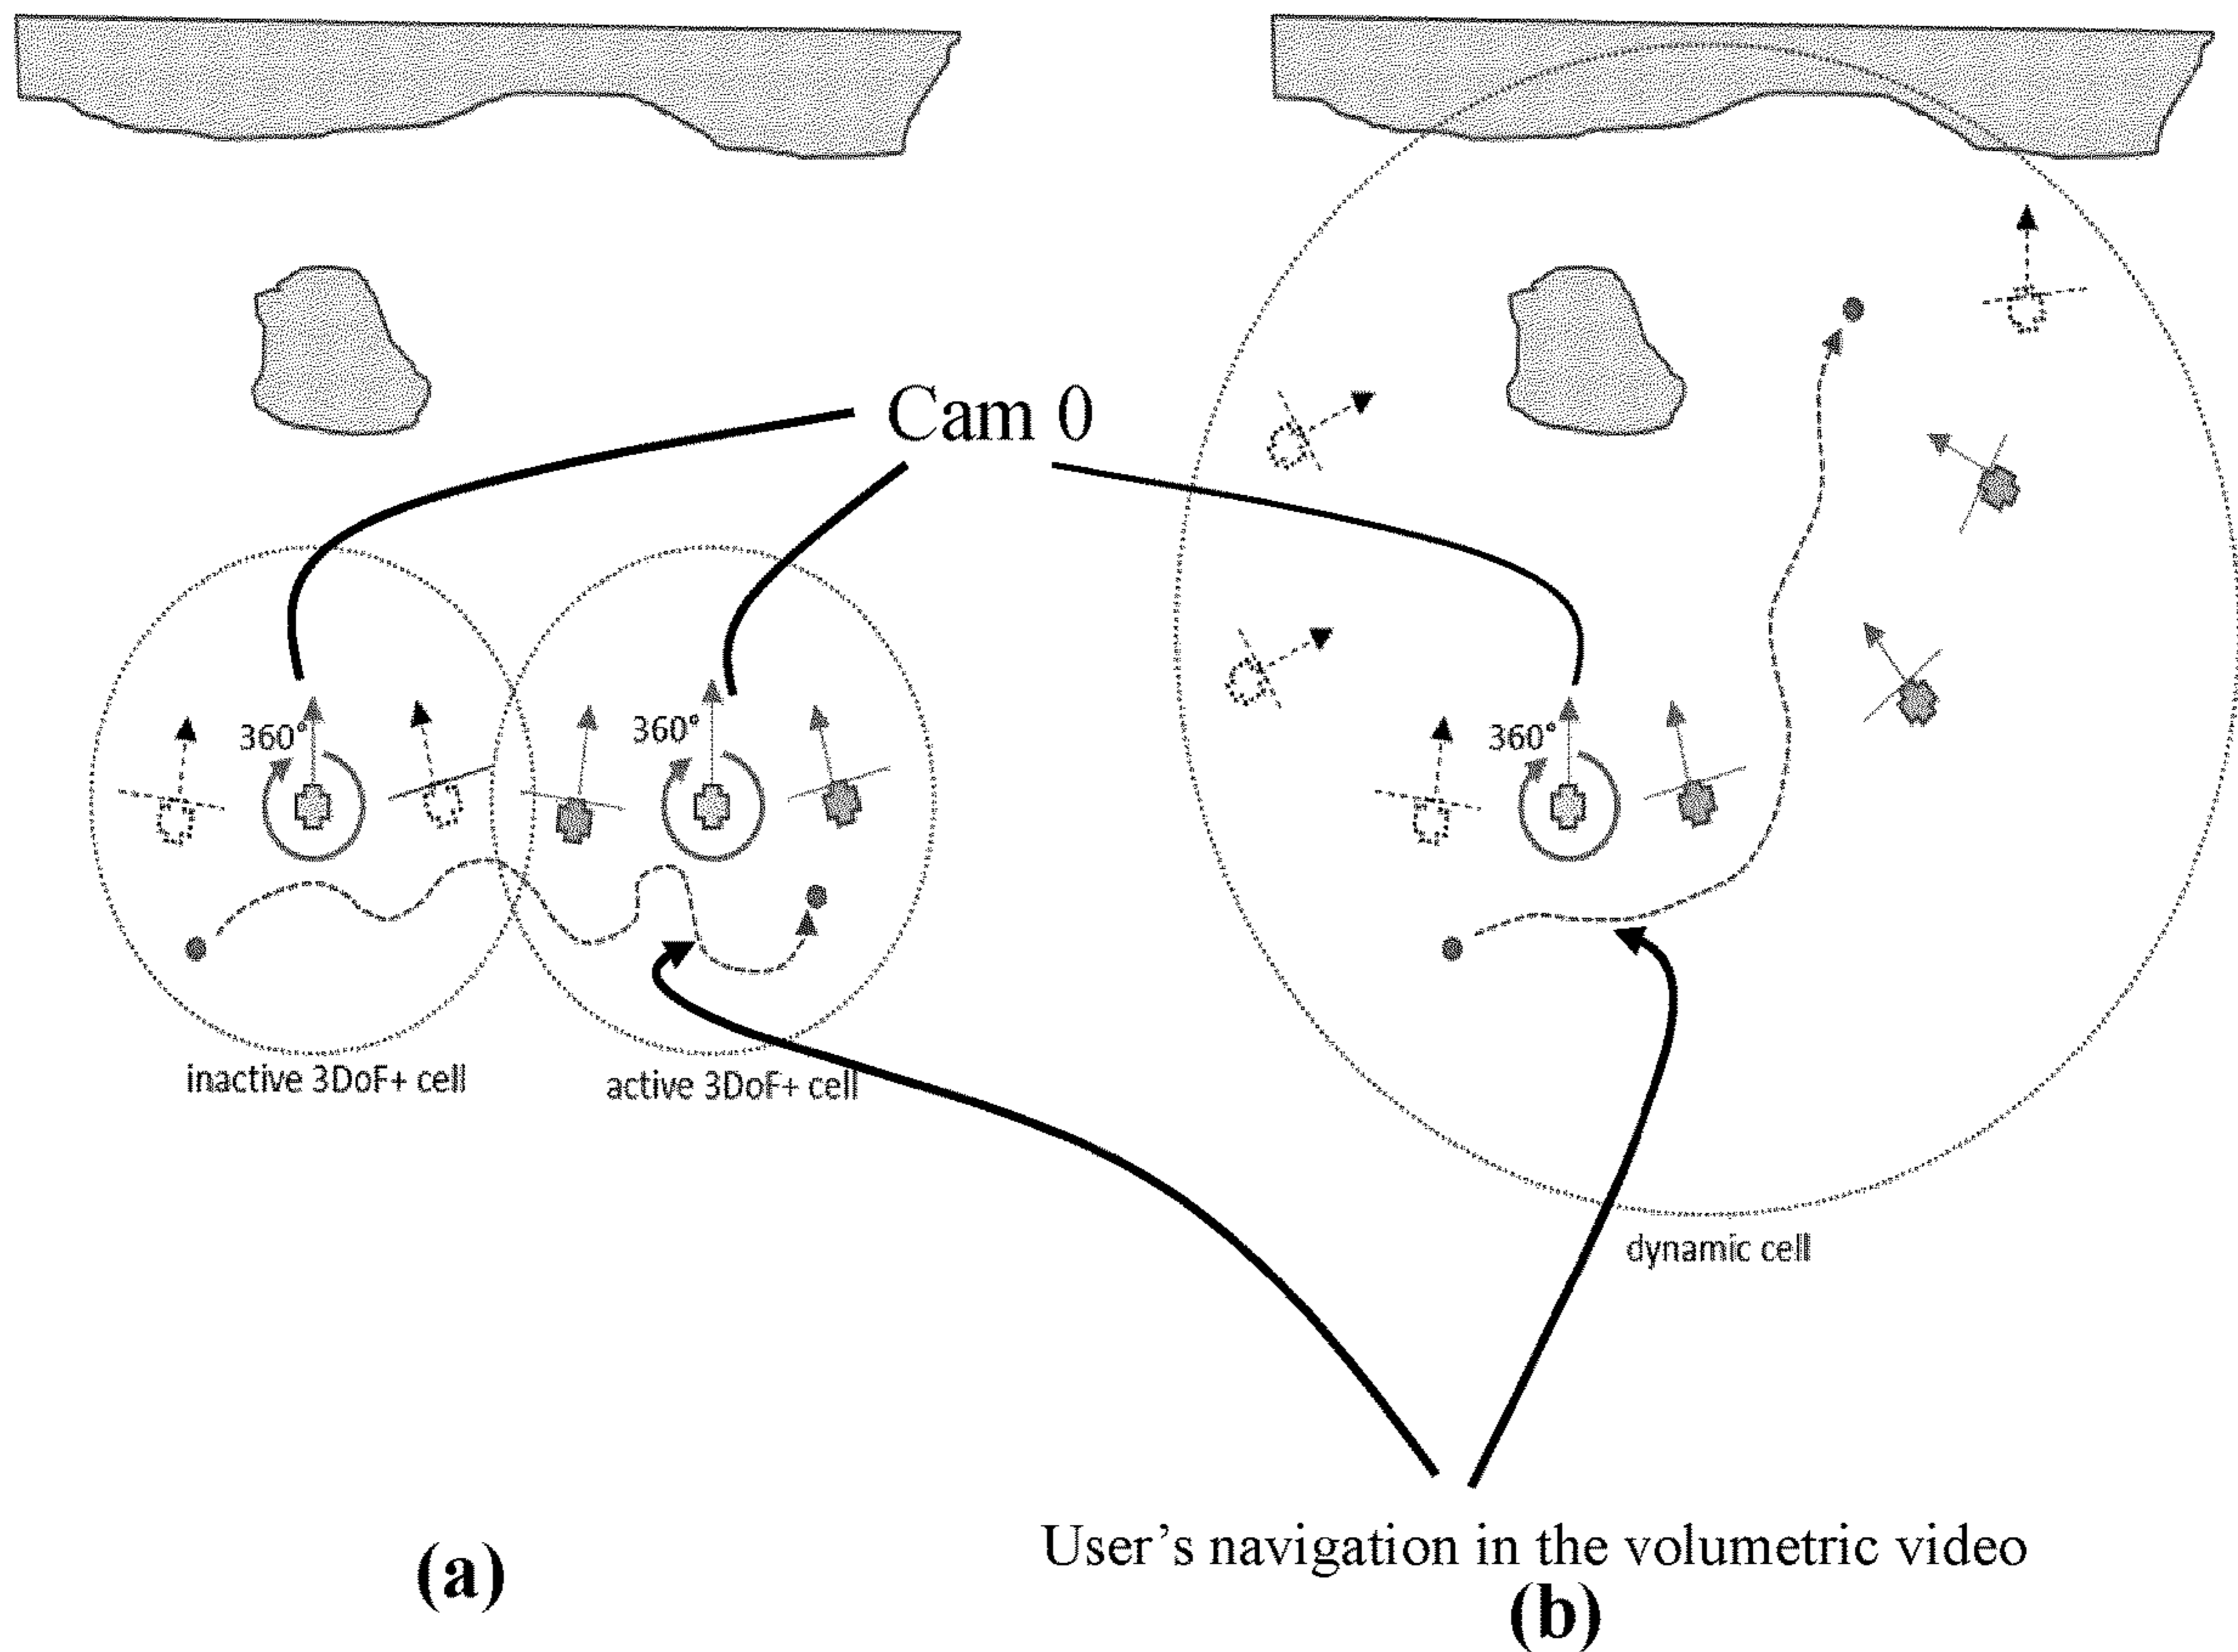 Cam 0
360°
360°
360°
inactive 3DoF+ cell
active 3DoF+ cell
dynamic cell
User's navigation in the volumetric video
(a)
(b)